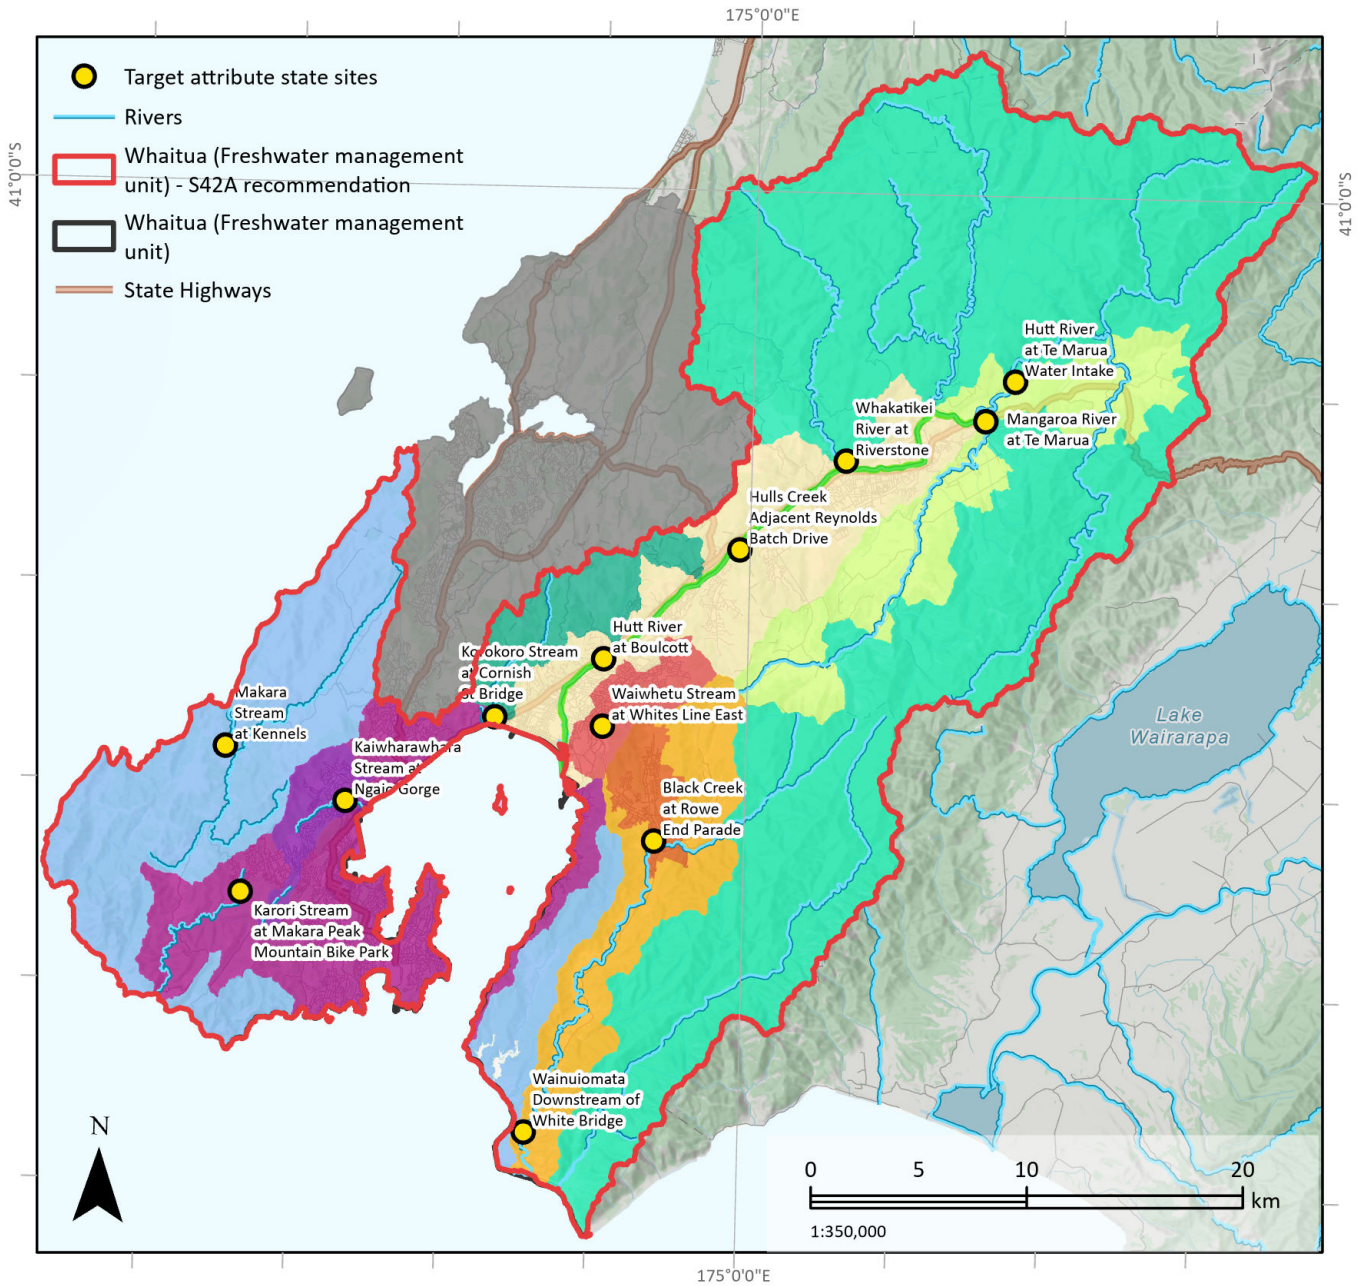 175°0'0"E
Target attribute state sites
Rivers
Whaitua (Freshwater management
unit) - S42A recommendation
Whaitua (Freshwater management
unit)
State Highways
41°0'0"S
41°0'0"S
Hutt River
at Te Marua
Water Intake
Whakatikei
River at
Riverstone
Mangaroa River
at Te Marua
Hulls Creek
Adjacent Reynolds
Batch Drive
Hutt River
at Boulcott
Korokoro Stream
at Cornish
St Bridge
Waiwhetu Stream
at Whites Line East
Makara
Stream
at Kennels
Kaiwharawhara
Stream at
Ngaio Gorge
Black Creek
at Rowe
End Parade
Lake
Wairarapa
Karori Stream
at Makara Peak
Mountain Bike Park
Wainuiomata
Downstream of
White Bridge
N
0 5 10 20
km
1:350,000
175°0'0"E